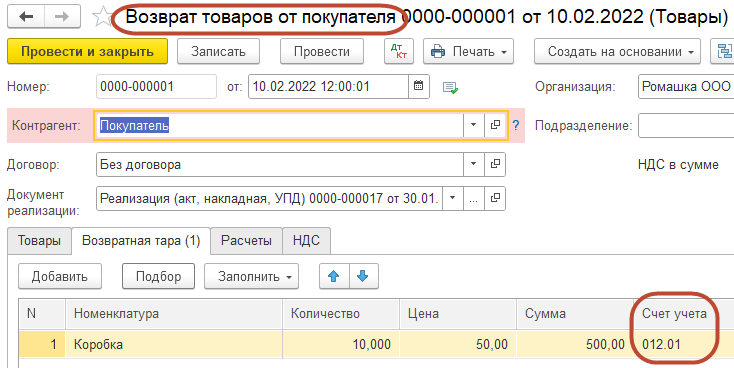 Возврат товаров от покупателя 0000-000001 от 10.02.2022 (Товары)
Провести и закрыть Записать Провести Дт Кт Печать Создать на основании
Номер: 0000-000001 от: 10.02.2022 12:00:01 Организация: Ромашка ООО
Контрагент: Покупатель ? Подразделение:
Договор: Без договора НДС в сумме
Документ реализации: Реализация (акт, накладная, УПД) 0000-000017 от 30.01. ...
Товары Возвратная тара (1) Расчеты НДС
Добавить Подбор Заполнить
N Номенклатура Количество Цена Сумма Счет учета
1 Коробка 10,000 50,00 500,00 012.01